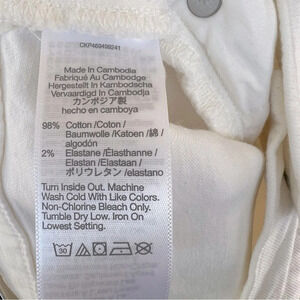 CKP469498241
Made In Cambodia
Fabriqué Au Cambodge
Hergestellt in Kambodscha
Vervaardigd In Cambodja
カンボジア製
hecho en camboya
98% Cotton /Coton /
Baumwolle /Katoen /綿 /
algodón
2% Elastane /Élasthanne /
Elastan /Elastaan /
ポリウレタン /elastano
Turn Inside Out. Machine
Wash Cold With Like Colors.
Non-Chlorine Bleach Only.
Tumble Dry Low. Iron On
Lowest Setting.
30